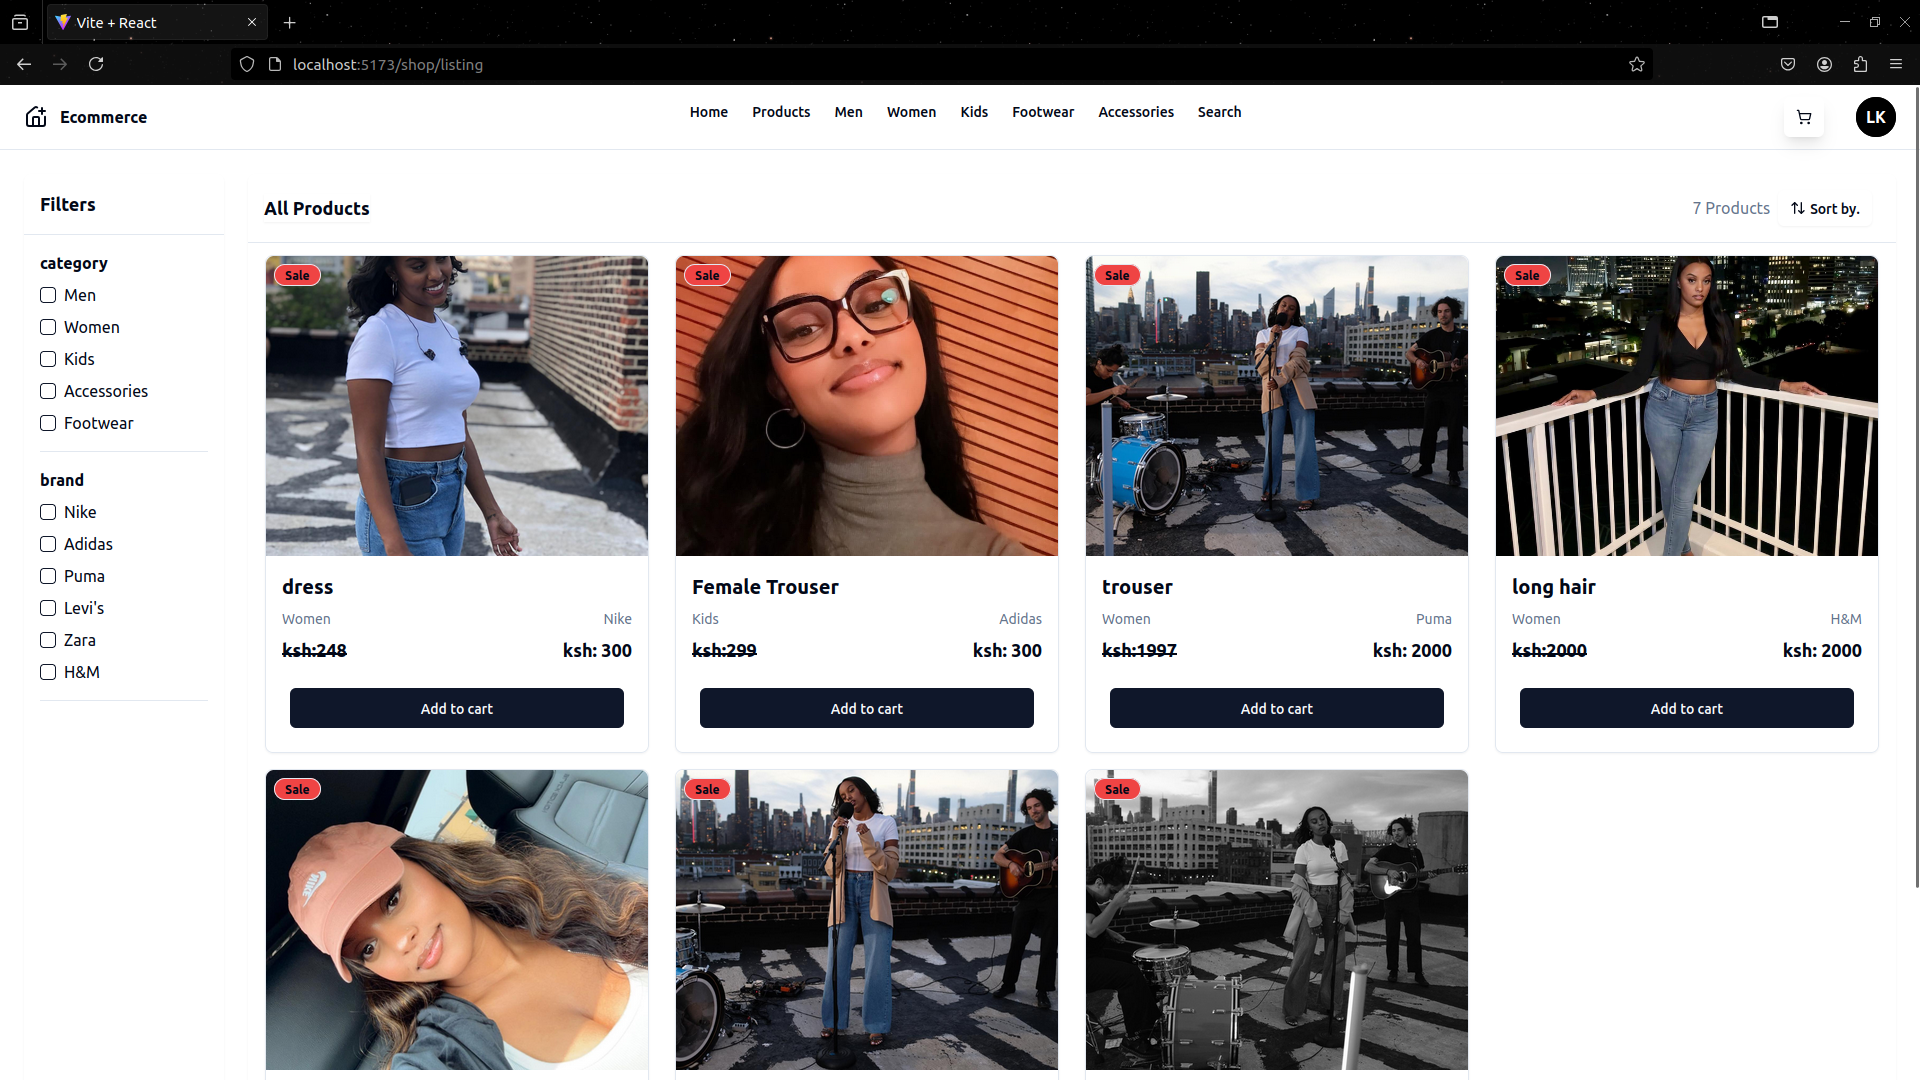 Vite + React
localhost:5173/shop/listing
Ecommerce
Home Products Men Women Kids Footwear Accessories Search
LK
Filters
category
Men
Women
Kids
Accessories
Footwear
brand
Nike
Adidas
Puma
Levi's
Zara
H&M
All Products
7 Products Sort by.
Sale
dress
Women Nike
ksh:248 ksh: 300
Add to cart
Sale
Female Trouser
Kids Adidas
ksh:299 ksh: 300
Add to cart
Sale
trouser
Women Puma
ksh:1997 ksh: 2000
Add to cart
Sale
long hair
Women H&M
ksh:2000 ksh: 2000
Add to cart
Sale
NIKE
Sale
Sale